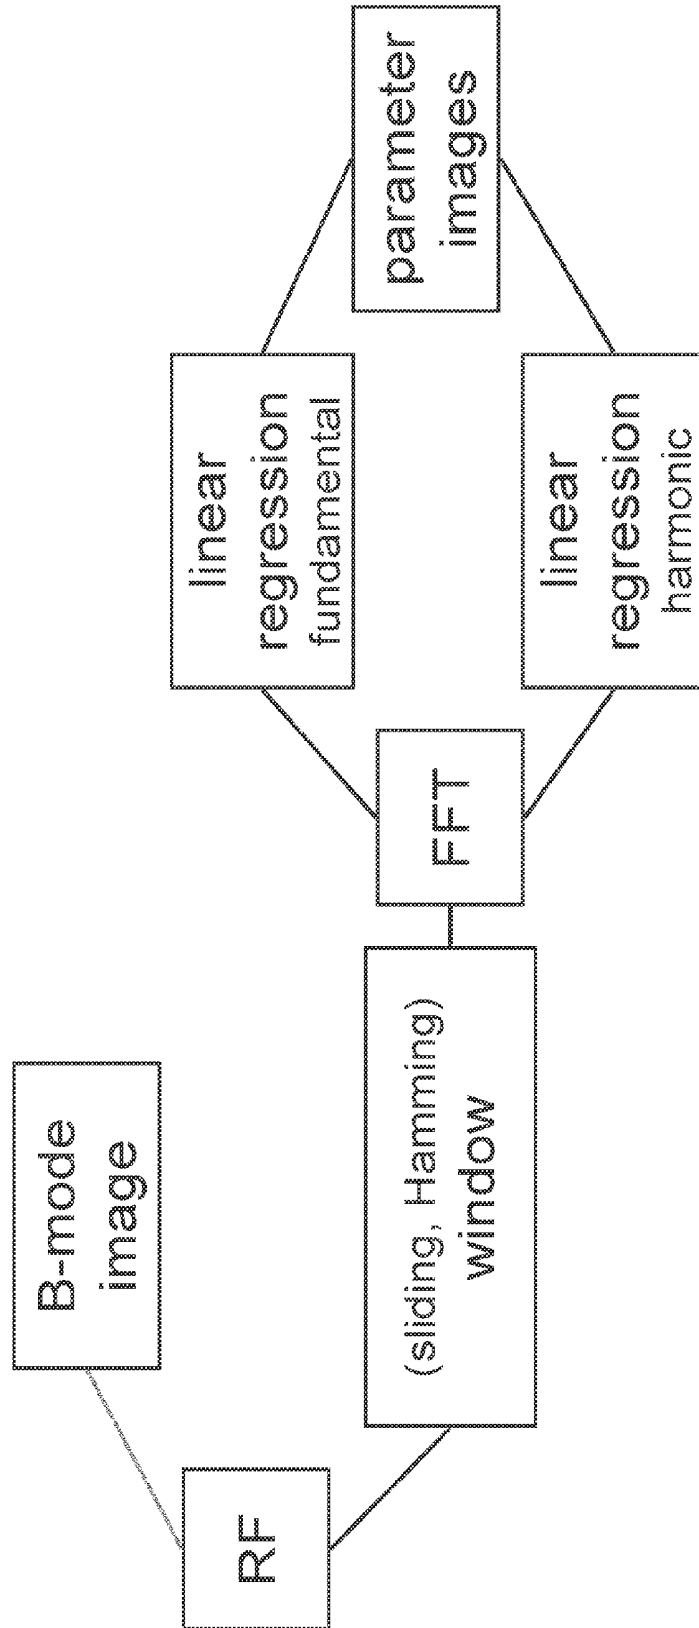 RF
B-mode
image
(sliding, Hamming)
window
FFT
linear
regression
fundamental
linear
regression
harmonic
parameter
images